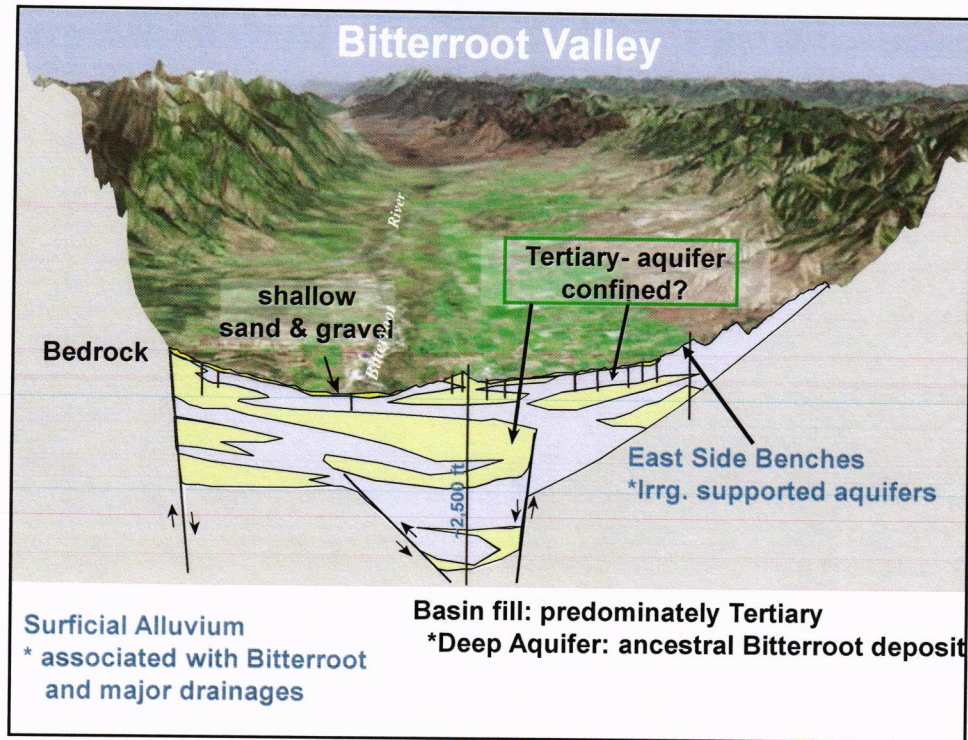 Bitterroot Valley
River
Bitterroot
Tertiary- aquifer
confined?
shallow
sand & gravel
Bedrock
~2,500 ft
East Side Benches
*Irrg. supported aquifers
Surficial Alluvium
* associated with Bitterroot
and major drainages
Basin fill: predominately Tertiary
*Deep Aquifer: ancestral Bitterroot deposit